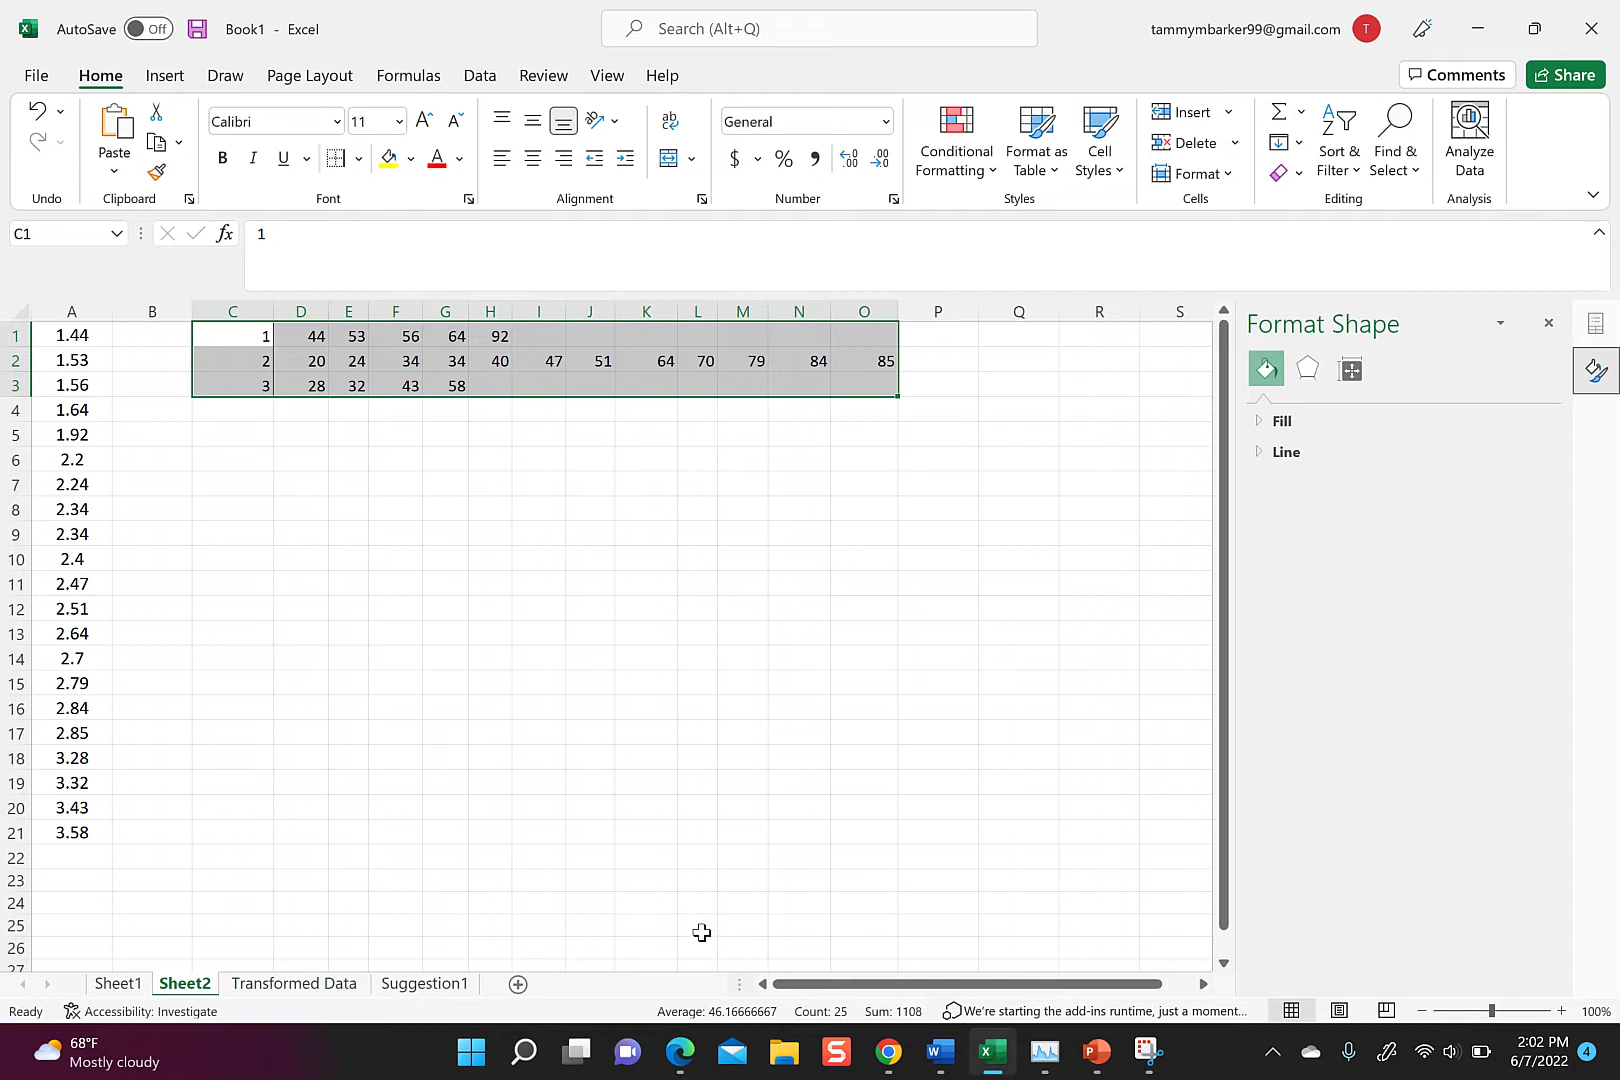 AutoSave Off Book1 - Excel Search (Alt+Q) tammymbarker99@gmail.com T
File Home Insert Draw Page Layout Formulas Data Review View Help Comments Share
Calibri 11 General
Paste
B I U A $ % , .00
Conditional Formatting
Format as Table
Cell Styles
Insert
Delete
Format
Sort & Filter
Find & Select
Analyze Data
Undo Clipboard Font Alignment Number Styles Cells Editing Analysis
C1 fx 1
A B C D E F G H I J K L M N O P Q R S
1 1.44 1 44 53 56 64 92
2 1.53 2 20 24 34 34 40 47 51 64 70 79 84 85
3 1.56 3 28 32 43 58
4 1.64
5 1.92
6 2.2
7 2.24
8 2.34
9 2.34
10 2.4
11 2.47
12 2.51
13 2.64
14 2.7
15 2.79
16 2.84
17 2.85
18 3.28
19 3.32
20 3.43
21 3.58
22
23
24
25
26
27
Format Shape
Fill
Line
Sheet1 Sheet2 Transformed Data Suggestion1
Ready Accessibility: Investigate Average: 46.16666667 Count: 25 Sum: 1108 We're starting the add-ins runtime, just a moment... 100%
68°F
Mostly cloudy
2:02 PM
6/7/2022
4